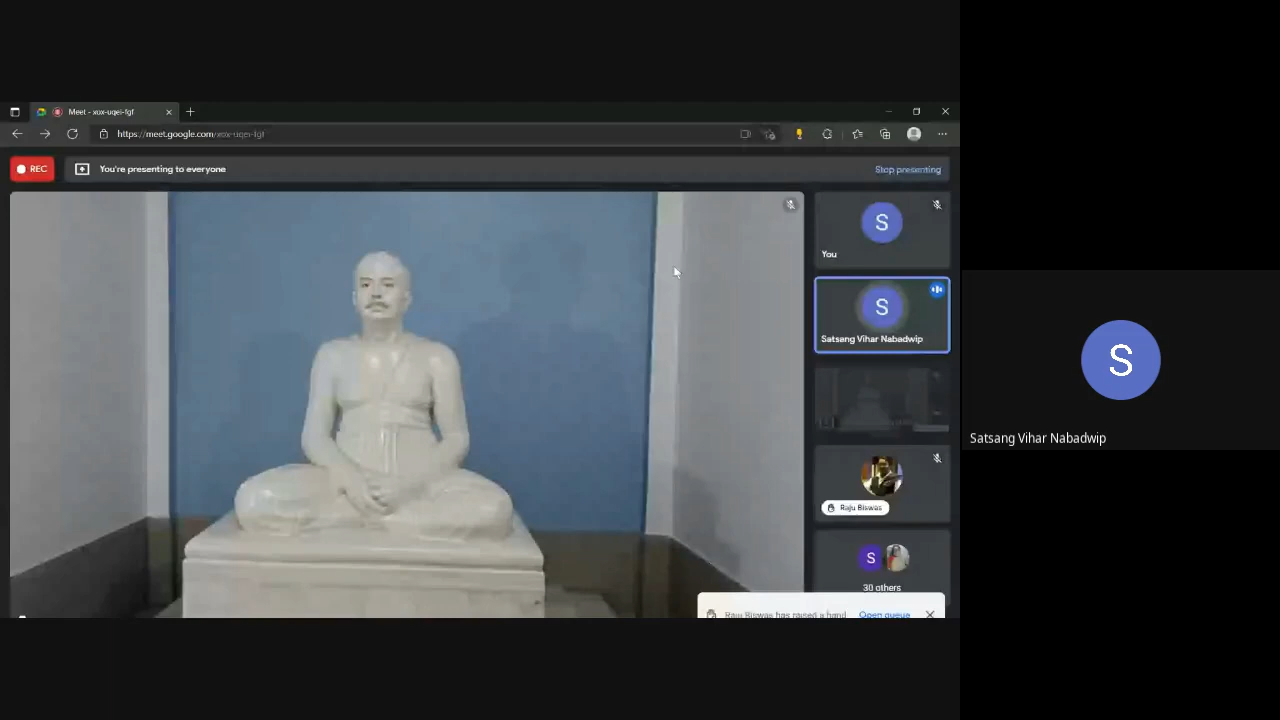 Meet - xox-uqei-fgf
https://meet.google.com/xox-uqei-fgf
REC
You're presenting to everyone
Stop presenting
S
You
S
Satsang Vihar Nabadwip
Raju Biswas
S
30 others
Raju Biswas has raised a hand
Open queue
S
Satsang Vihar Nabadwip